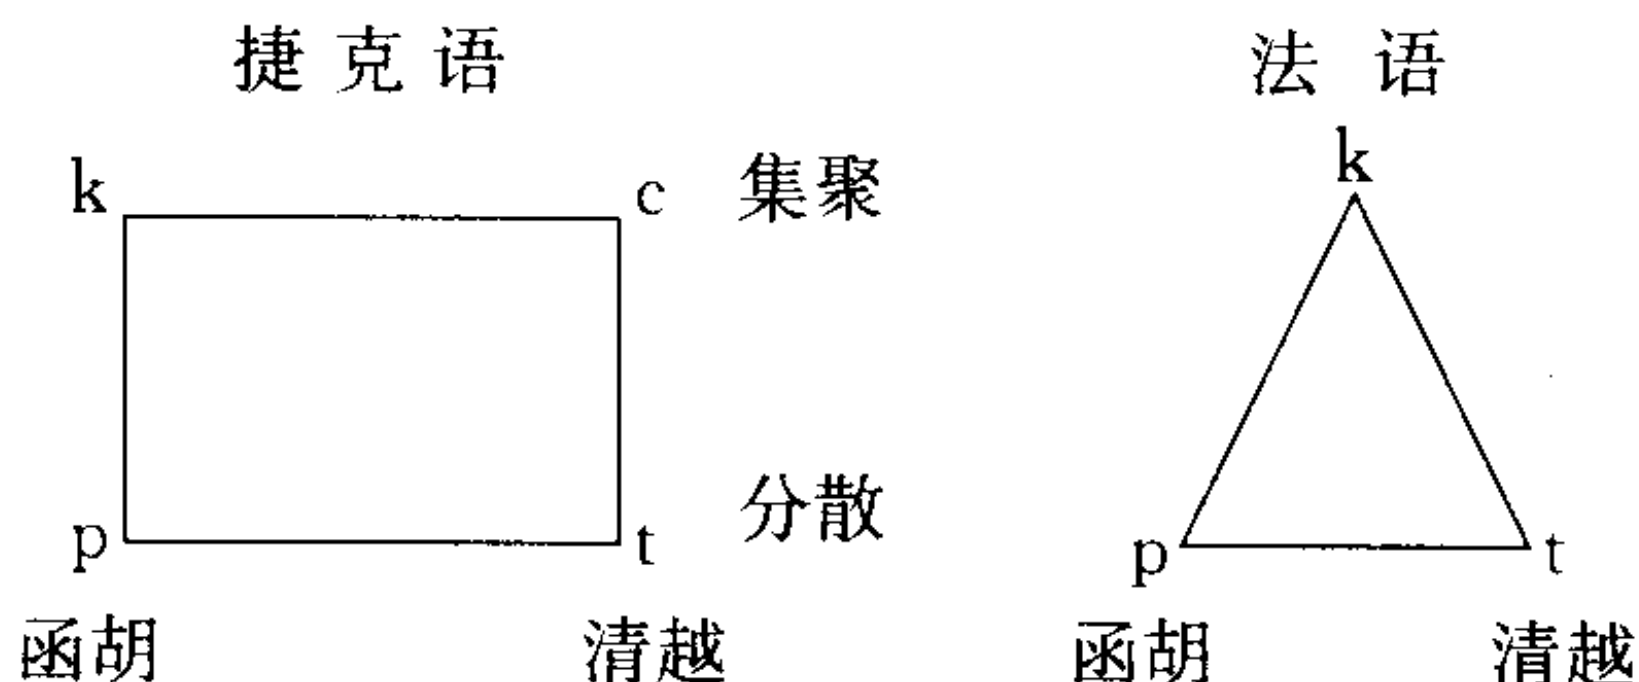 捷克语 法语
k
k c 集聚
p t 分散 p t
函胡 清越 函胡 清越